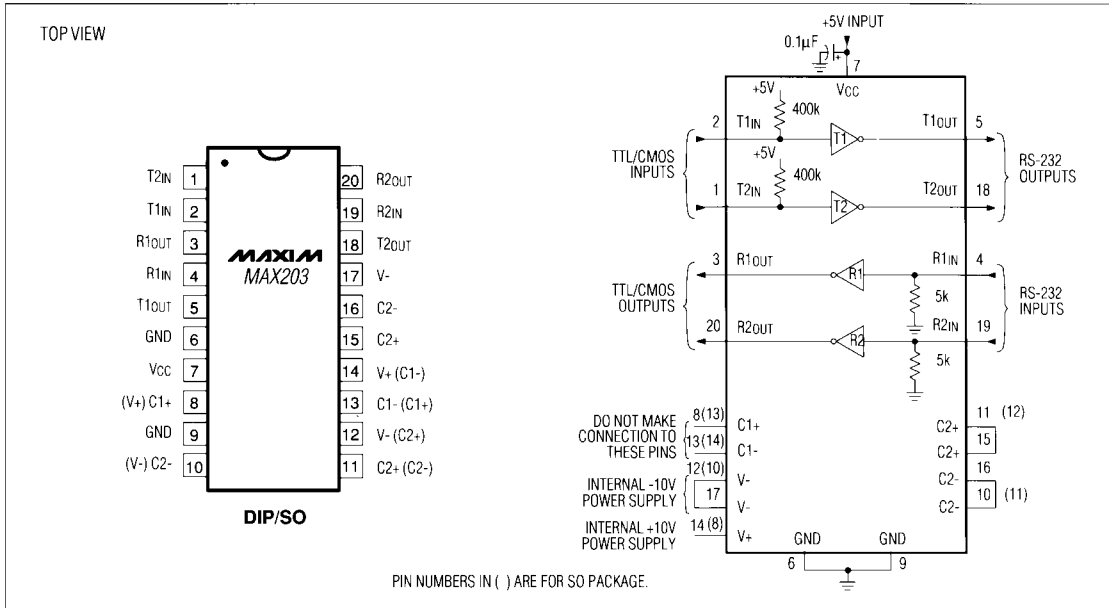 TOP VIEW
T2IN 1
T1IN 2
R1OUT 3
R1IN 4
T1OUT 5
GND 6
VCC 7
(V+) C1+ 8
GND 9
(V-) C2- 10
MAXIM
MAX203
20 R2OUT
19 R2IN
18 T2OUT
17 V-
16 C2-
15 C2+
14 V+ (C1-)
13 C1- (C1+)
12 V- (C2+)
11 C2+ (C2-)
DIP/SO
+5V INPUT
0.1µF
+
7
VCC
+5V
400k
2 T1IN T1 T1OUT 5
TTL/CMOS
INPUTS
+5V
400k
RS-232
OUTPUTS
1 T2IN T2 T2OUT 18
3 R1OUT R1 R1IN 4
TTL/CMOS
OUTPUTS
5k
RS-232
INPUTS
20 R2OUT R2 R2IN 19
5k
DO NOT MAKE
CONNECTION TO
THESE PINS
8(13) C1+
13(14) C1-
12(10) V-
INTERNAL -10V
POWER SUPPLY
17 V-
INTERNAL +10V
POWER SUPPLY
14(8) V+
11 (12)
C2+
15
C2+
16
C2-
10 (11)
C2-
GND GND
6 9
PIN NUMBERS IN ( ) ARE FOR SO PACKAGE.